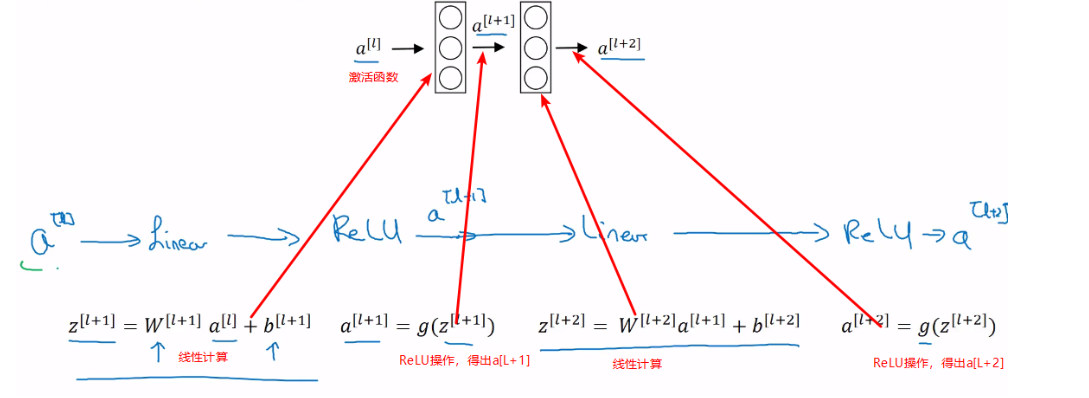 a[l] a[l+1] a[l+2]
激活函数
a[l] Linear ReLU a[l+1] Linear ReLU a[l+2]
z[l+1] = W[l+1] a[l] + b[l+1] a[l+1] = g(z[l+1]) z[l+2] = W[l+2]a[l+1] + b[l+2] a[l+2] = g(z[l+2])
线性计算 ReLU操作，得出a[L+1] 线性计算 ReLU操作，得出a[L+2]